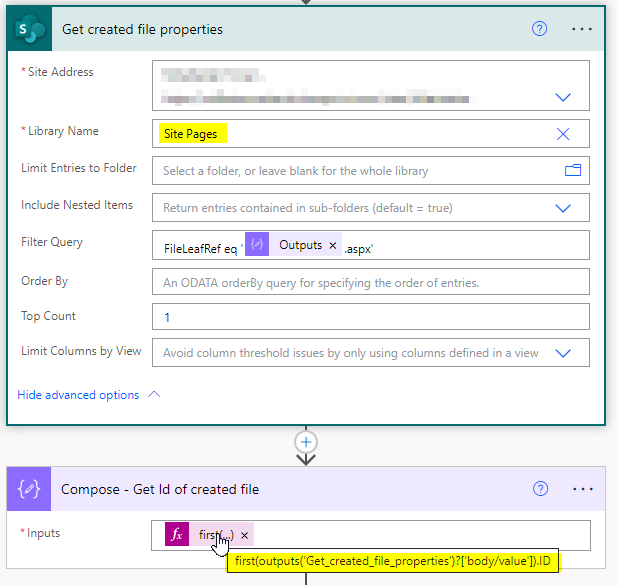 Get created file properties
* Site Address
* Library Name
Site Pages
Limit Entries to Folder
Select a folder, or leave blank for the whole library
Include Nested Items
Return entries contained in sub-folders (default = true)
Filter Query
FileLeafRef eq ' Outputs × .aspx'
Order By
An ODATA orderBy query for specifying the order of entries.
Top Count
1
Limit Columns by View
Avoid column threshold issues by only using columns defined in a view
Hide advanced options
Compose - Get Id of created file
* Inputs
fx first(...) ×
first(outputs('Get_created_file_properties')?['body/value']).ID